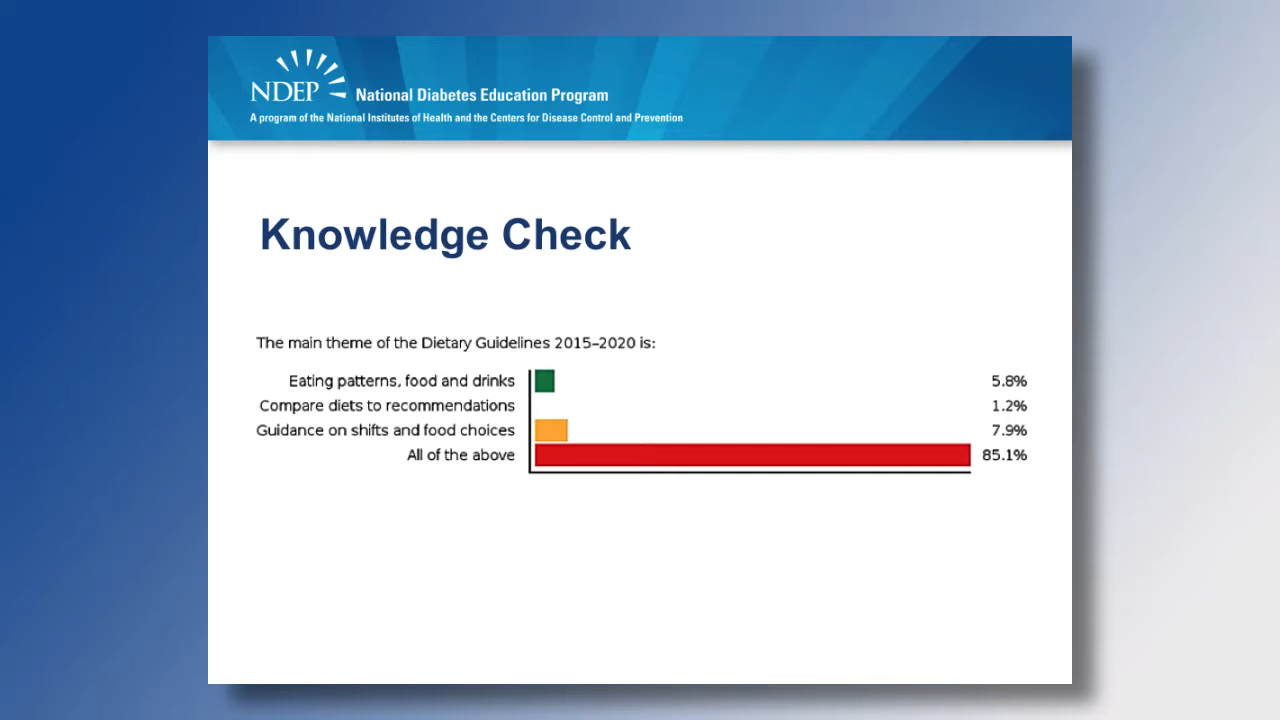 NDEP National Diabetes Education Program
A program of the National Institutes of Health and the Centers for Disease Control and Prevention
Knowledge Check
The main theme of the Dietary Guidelines 2015–2020 is:
Eating patterns, food and drinks 5.8%
Compare diets to recommendations 1.2%
Guidance on shifts and food choices 7.9%
All of the above 85.1%